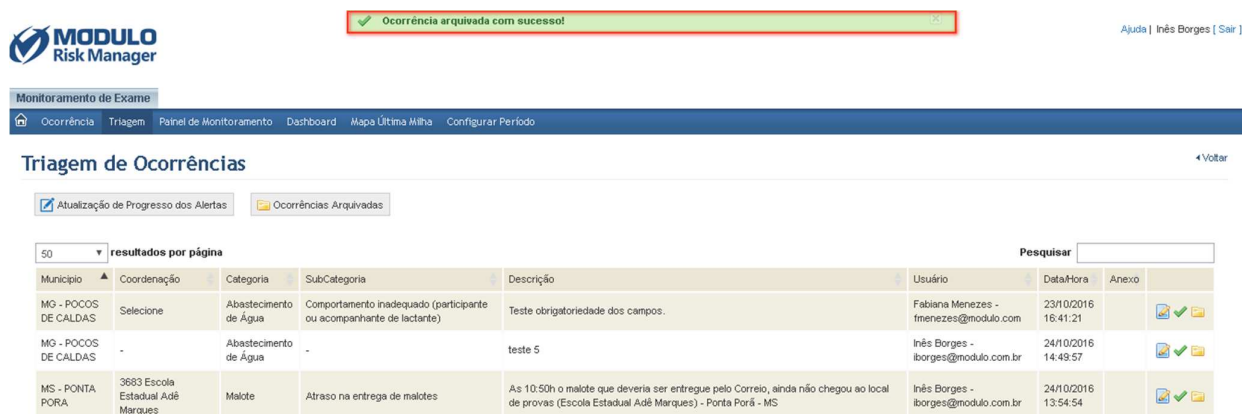 Ocorrência arquivada com sucesso!
MODULO
Risk Manager
Ajuda | Inês Borges [ Sair ]
Monitoramento de Exame
Ocorrência Triagem Painel de Monitoramento Dashboard Mapa Última Milha Configurar Período
Triagem de Ocorrências
Voltar
Atualização de Progresso dos Alertas
Ocorrências Arquivadas
50 resultados por página
Pesquisar
Municipio Coordenação Categoria SubCategoria Descrição Usuário Data/Hora Anexo
MG - POCOS
DE CALDAS
Selecione
Abastecimento
de Água
Comportamento inadequado (participante
ou acompanhante de lactante)
Teste obrigatoriedade dos campos.
Fabiana Menezes -
fmenezes@modulo.com
23/10/2016
16:41:21
MG - POCOS
DE CALDAS
-
Abastecimento
de Água
-
teste 5
Inês Borges -
iborges@modulo.com.br
24/10/2016
14:49:57
MS - PONTA
PORA
3683 Escola
Estadual Adê
Marques
Malote
Atraso na entrega de malotes
As 10:50h o malote que deveria ser entregue pelo Correio, ainda não chegou ao local
de provas (Escola Estadual Adê Marques) - Ponta Porã - MS
Inês Borges -
iborges@modulo.com.br
24/10/2016
13:54:54